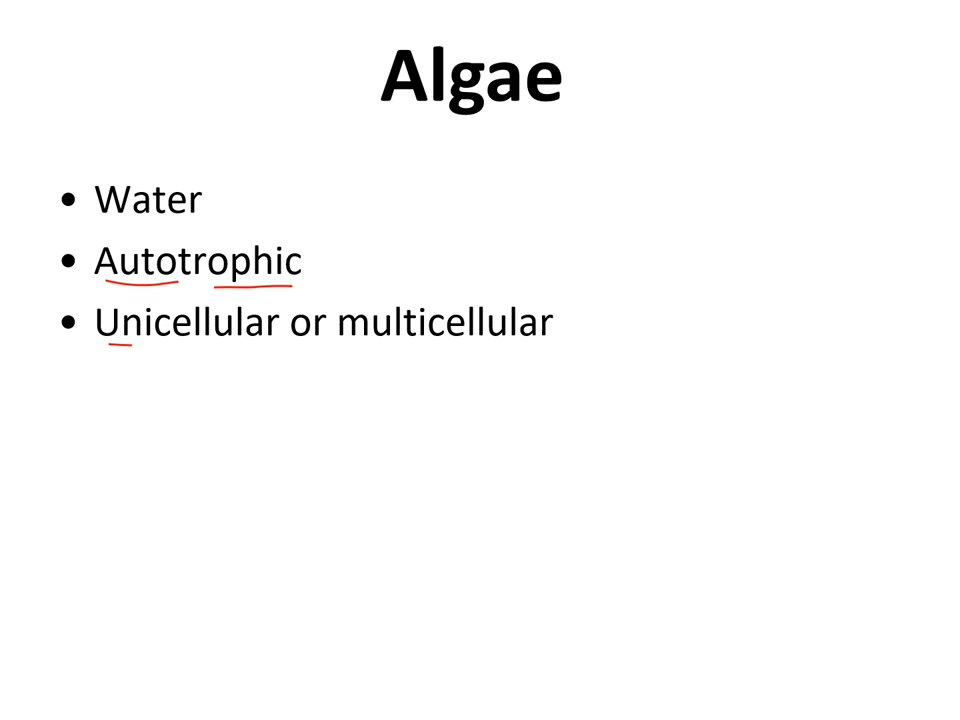 Algae
• Water
• Autotrophic
• Unicellular or multicellular